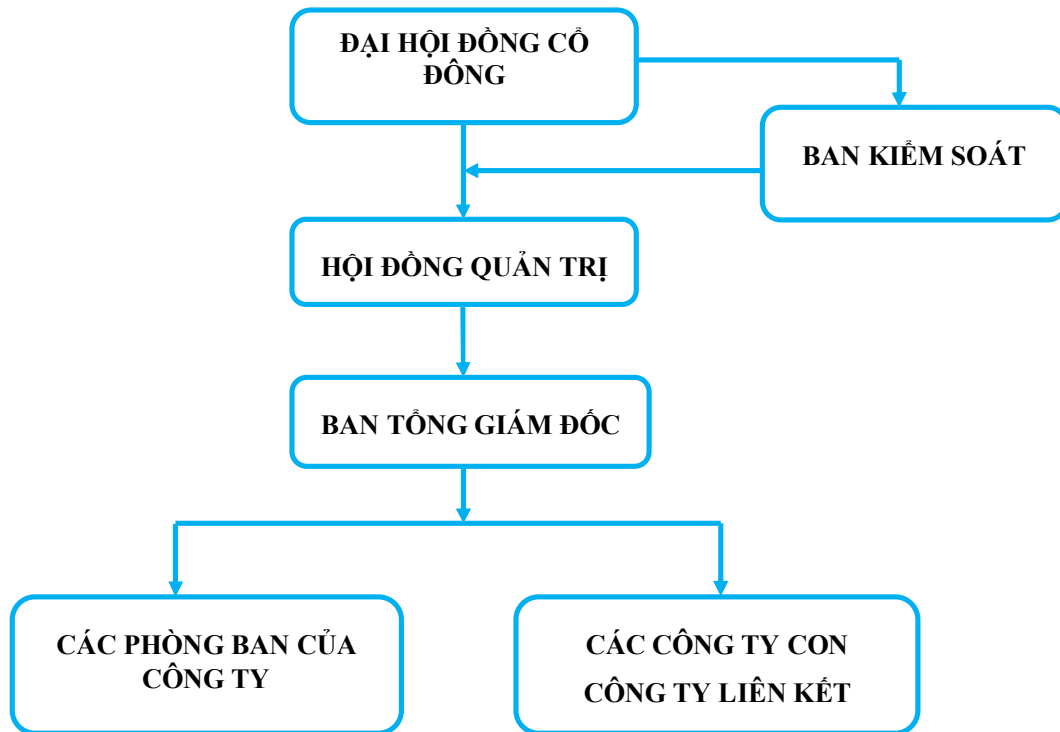 ĐẠI HỘI ĐỒNG CỔ
ĐÔNG
BAN KIỂM SOÁT
HỘI ĐỒNG QUẢN TRỊ
BAN TỔNG GIÁM ĐỐC
CÁC PHÒNG BAN CỦA
CÔNG TY
CÁC CÔNG TY CON
CÔNG TY LIÊN KẾT